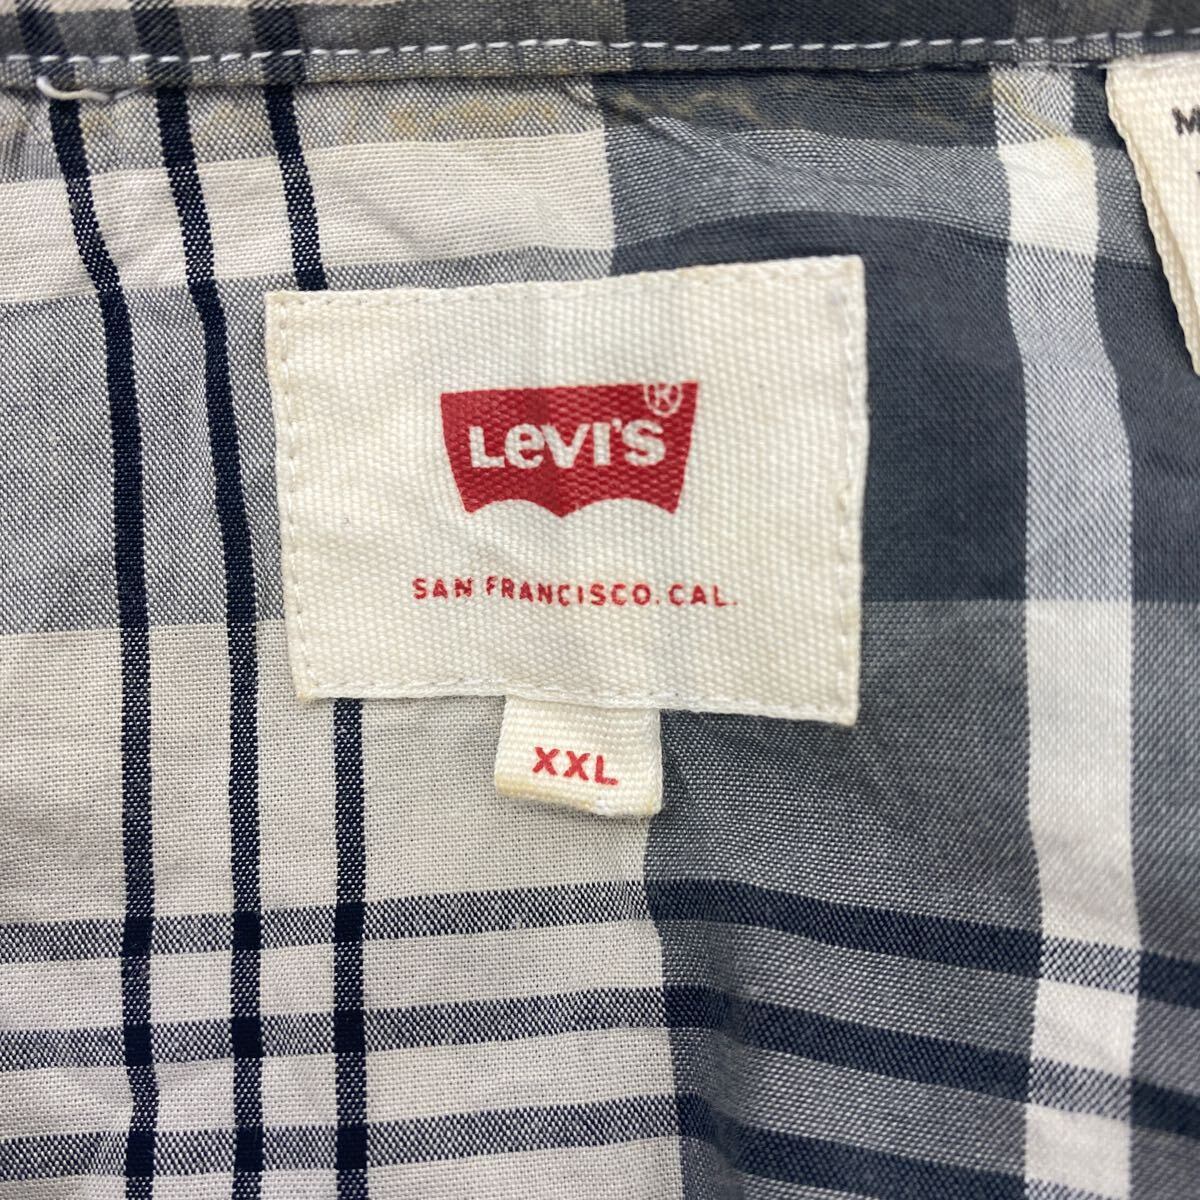 LEVI'S®
SAN FRANCISCO.CAL.
XXL
M